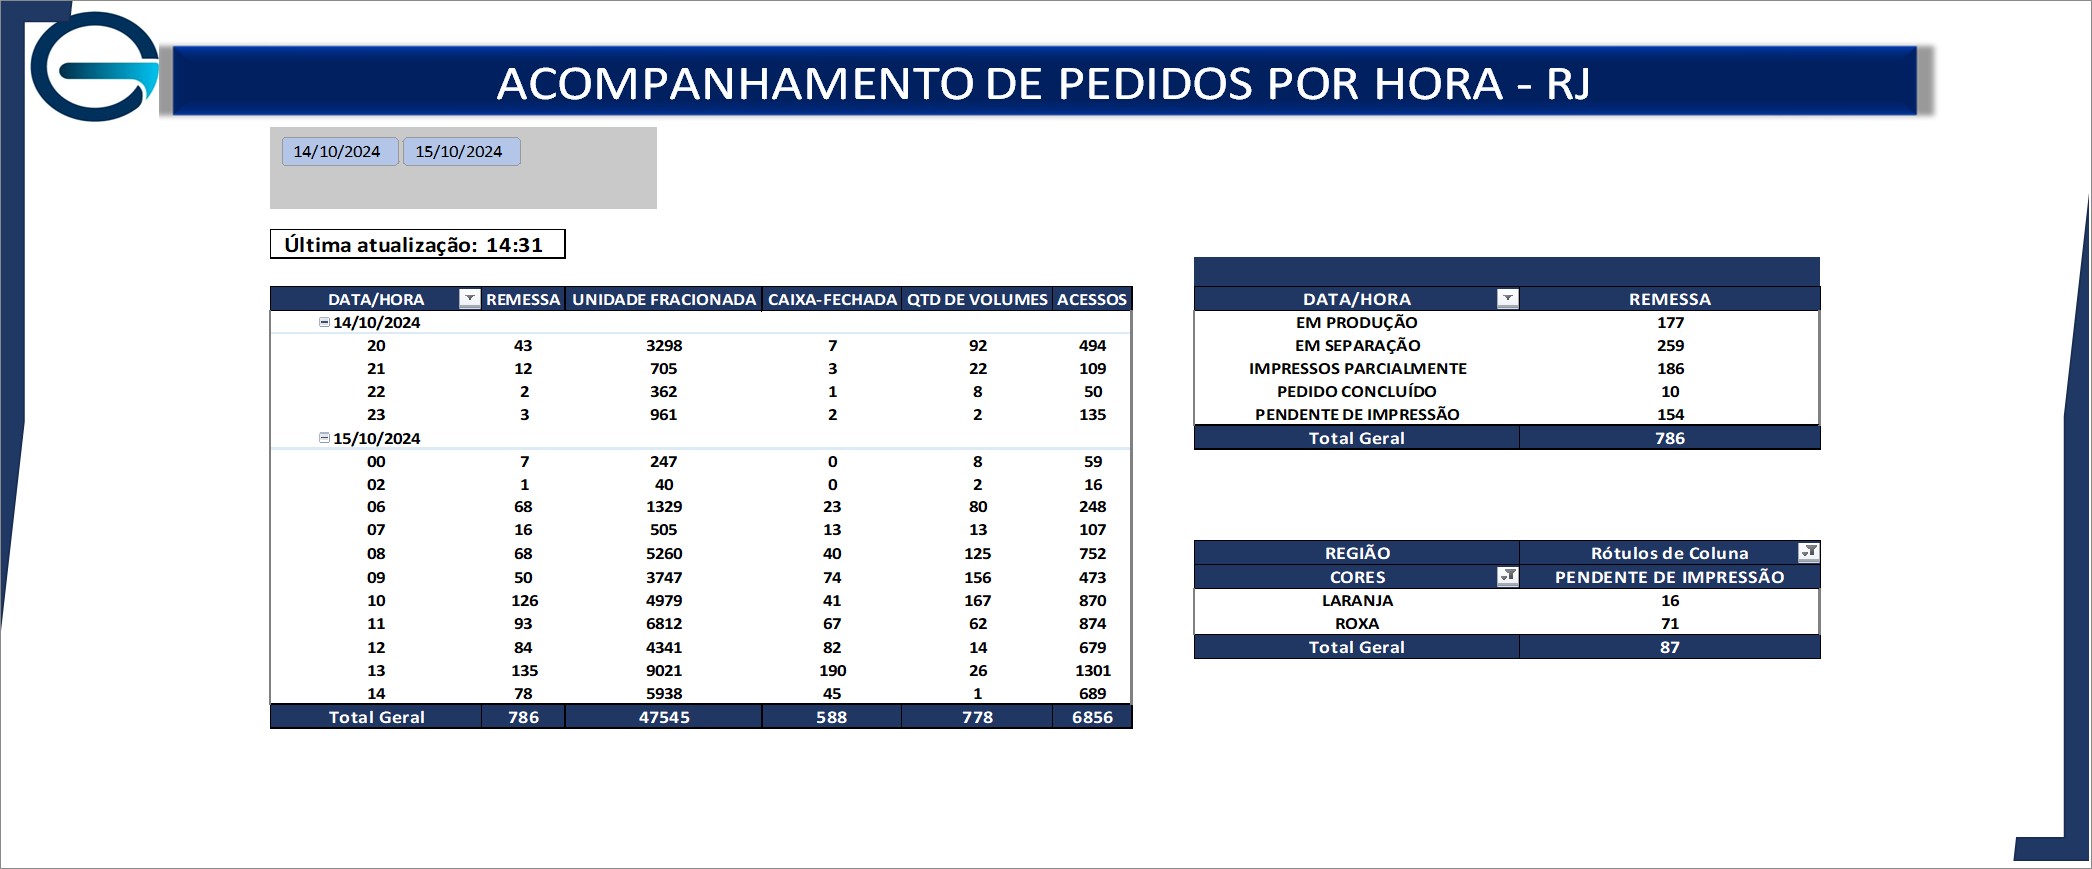 ACOMPANHAMENTO DE PEDIDOS POR HORA - RJ
14/10/2024 15/10/2024
Última atualização: 14:31
DATA/HORA REMESSA UNIDADE FRACIONADA CAIXA-FECHADA QTD DE VOLUMES ACESSOS
14/10/2024
20 43 3298 7 92 494
21 12 705 3 22 109
22 2 362 1 8 50
23 3 961 2 2 135
15/10/2024
00 7 247 0 8 59
02 1 40 0 2 16
06 68 1329 23 80 248
07 16 505 13 13 107
08 68 5260 40 125 752
09 50 3747 74 156 473
10 126 4979 41 167 870
11 93 6812 67 62 874
12 84 4341 82 14 679
13 135 9021 190 26 1301
14 78 5938 45 1 689
Total Geral 786 47545 588 778 6856
DATA/HORA REMESSA
EM PRODUÇÃO 177
EM SEPARAÇÃO 259
IMPRESSOS PARCIALMENTE 186
PEDIDO CONCLUÍDO 10
PENDENTE DE IMPRESSÃO 154
Total Geral 786
REGIÃO Rótulos de Coluna
CORES PENDENTE DE IMPRESSÃO
LARANJA 16
ROXA 71
Total Geral 87